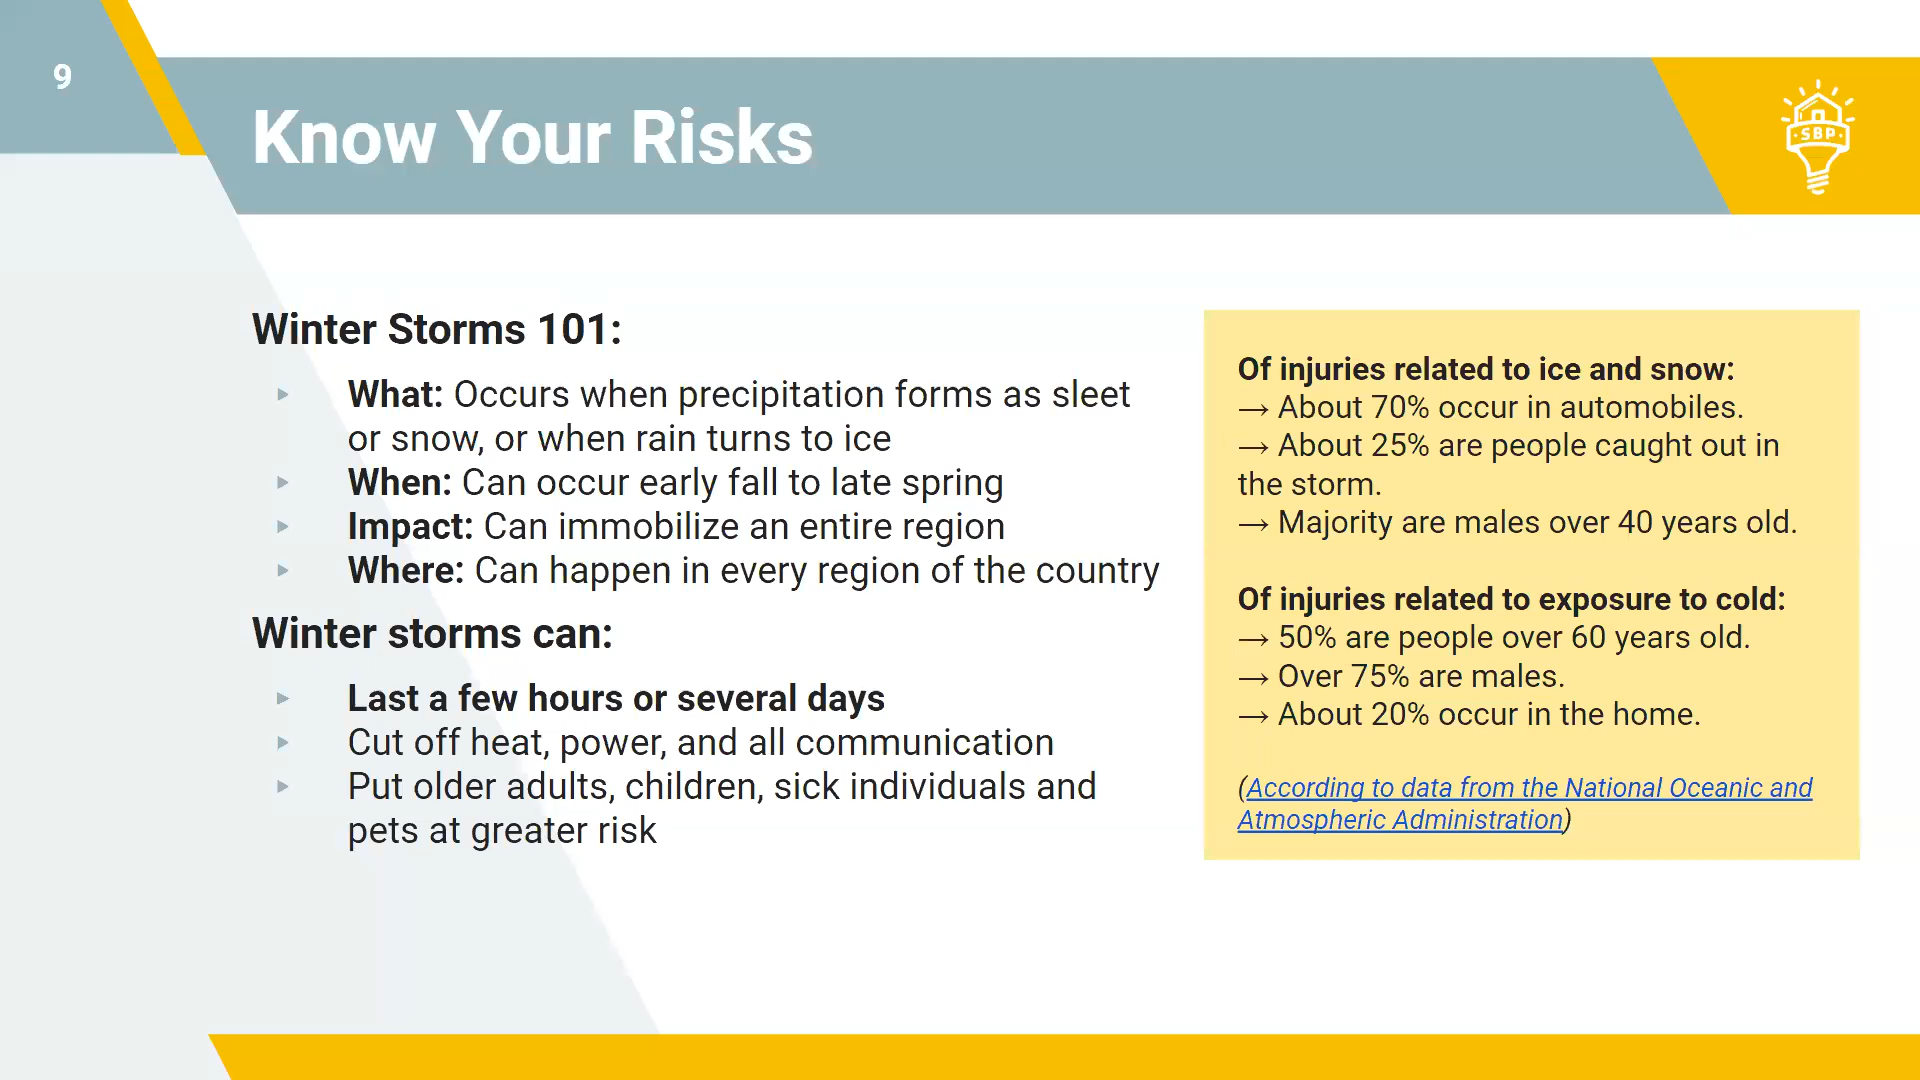 9
Know Your Risks
SBP
Winter Storms 101:
What: Occurs when precipitation forms as sleet
or snow, or when rain turns to ice
When: Can occur early fall to late spring
Impact: Can immobilize an entire region
Where: Can happen in every region of the country
Winter storms can:
Last a few hours or several days
Cut off heat, power, and all communication
Put older adults, children, sick individuals and
pets at greater risk
Of injuries related to ice and snow:
→ About 70% occur in automobiles.
→ About 25% are people caught out in
the storm.
→ Majority are males over 40 years old.
Of injuries related to exposure to cold:
→ 50% are people over 60 years old.
→ Over 75% are males.
→ About 20% occur in the home.
(According to data from the National Oceanic and
Atmospheric Administration)